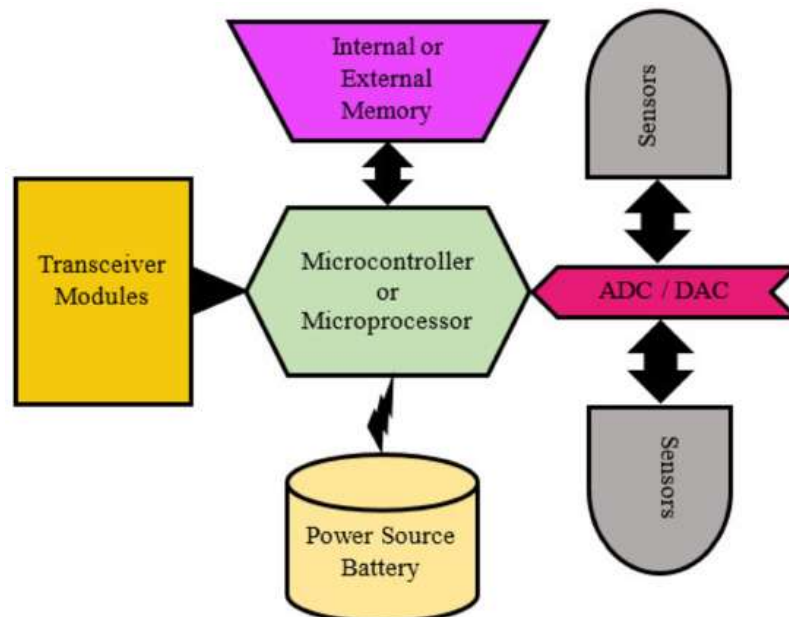 Internal or
External
Memory
Sensors
Transceiver
Modules
Microcontroller
or
Microprocessor
ADC / DAC
Sensors
Power Source
Battery